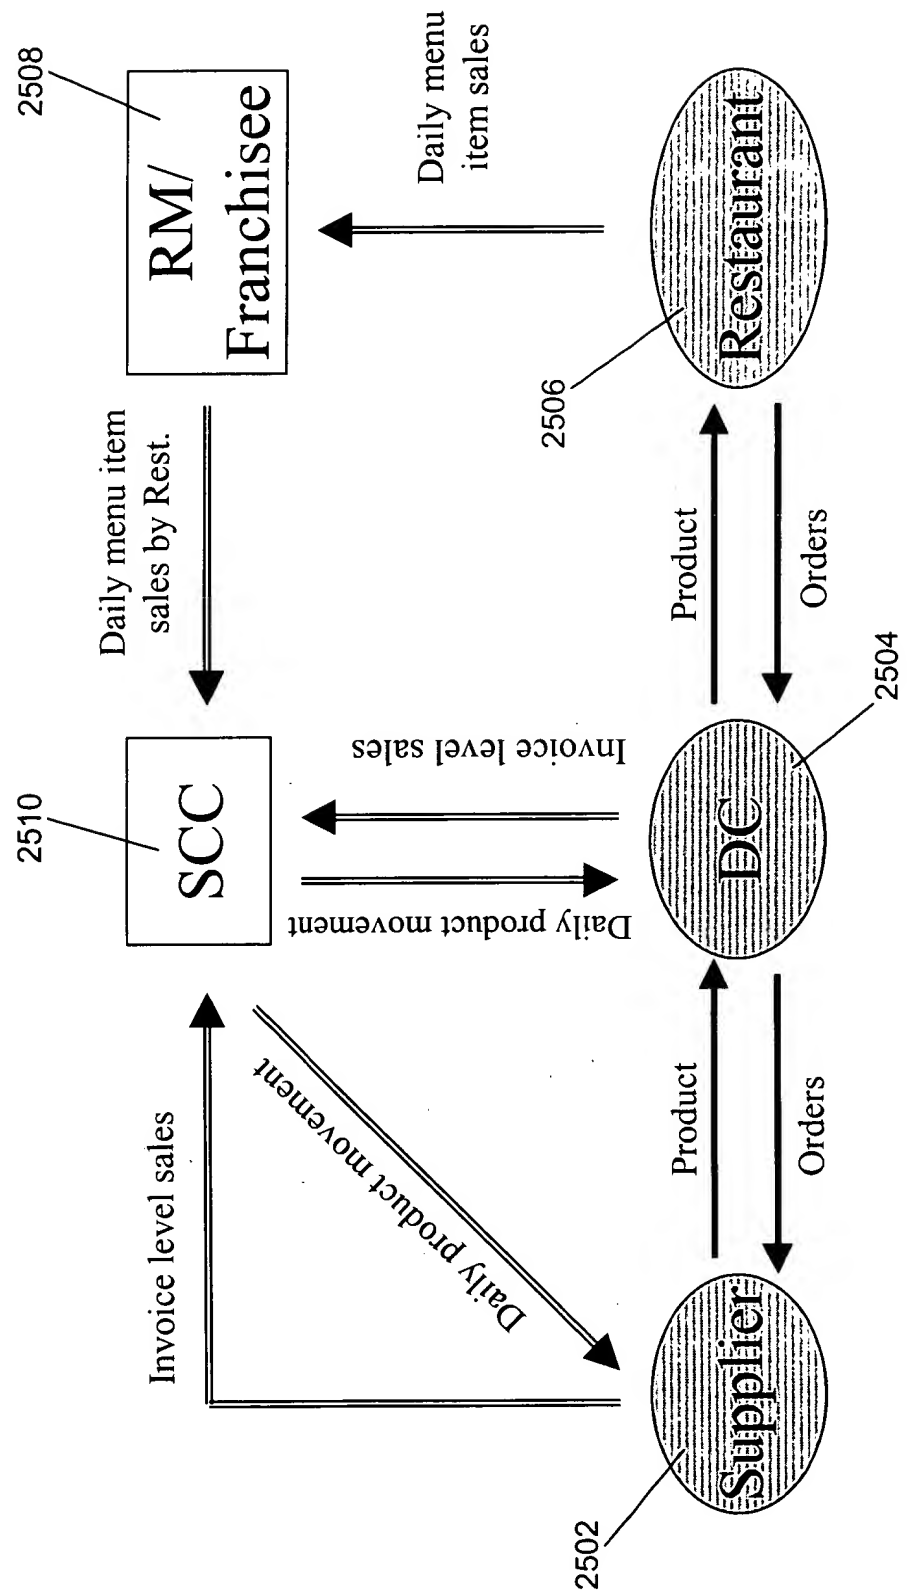 2510
SCC
2508
RM/
Franchisee
Daily menu item
sales by Rest.
Invoice level sales
Daily product movement
Daily product movement
Invoice level sales
Daily menu
item sales
2502
Supplier
Product
Orders
DC
2504
Product
Orders
2506
Restaurant